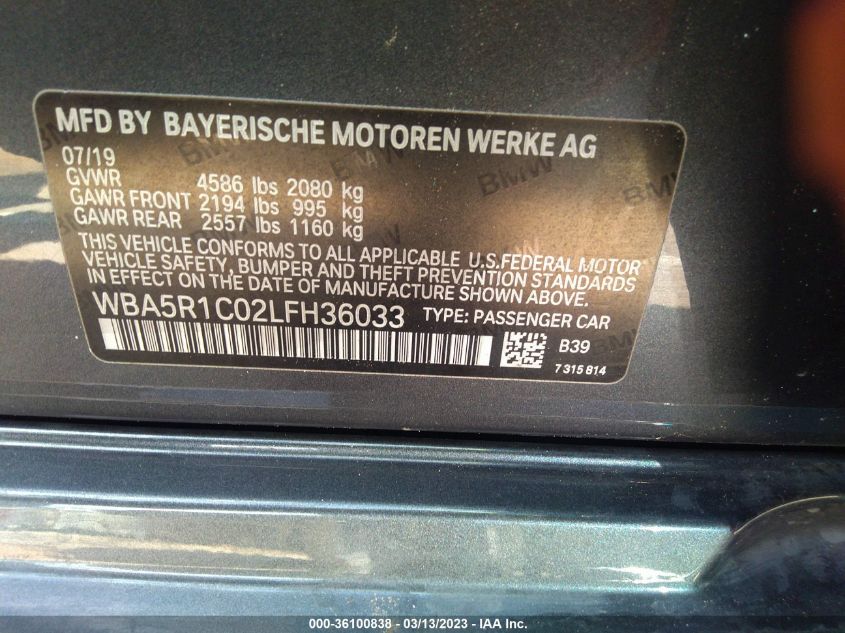 MFD BY BAYERISCHE MOTOREN WERKE AG
07/19
GVWR 4586 lbs 2080 kg
GAWR FRONT 2194 lbs 995 kg
GAWR REAR 2557 lbs 1160 kg
THIS VEHICLE CONFORMS TO ALL APPLICABLE U.S.FEDERAL MOTOR
VEHICLE SAFETY, BUMPER AND THEFT PREVENTION STANDARDS
IN EFFECT ON THE DATE OF MANUFACTURE SHOWN ABOVE.
WBA5R1C02LFH36033 TYPE: PASSENGER CAR
B39
7 315 814
BMW
BMW
BMW
000-36100838 - 03/13/2023 - IAA Inc.